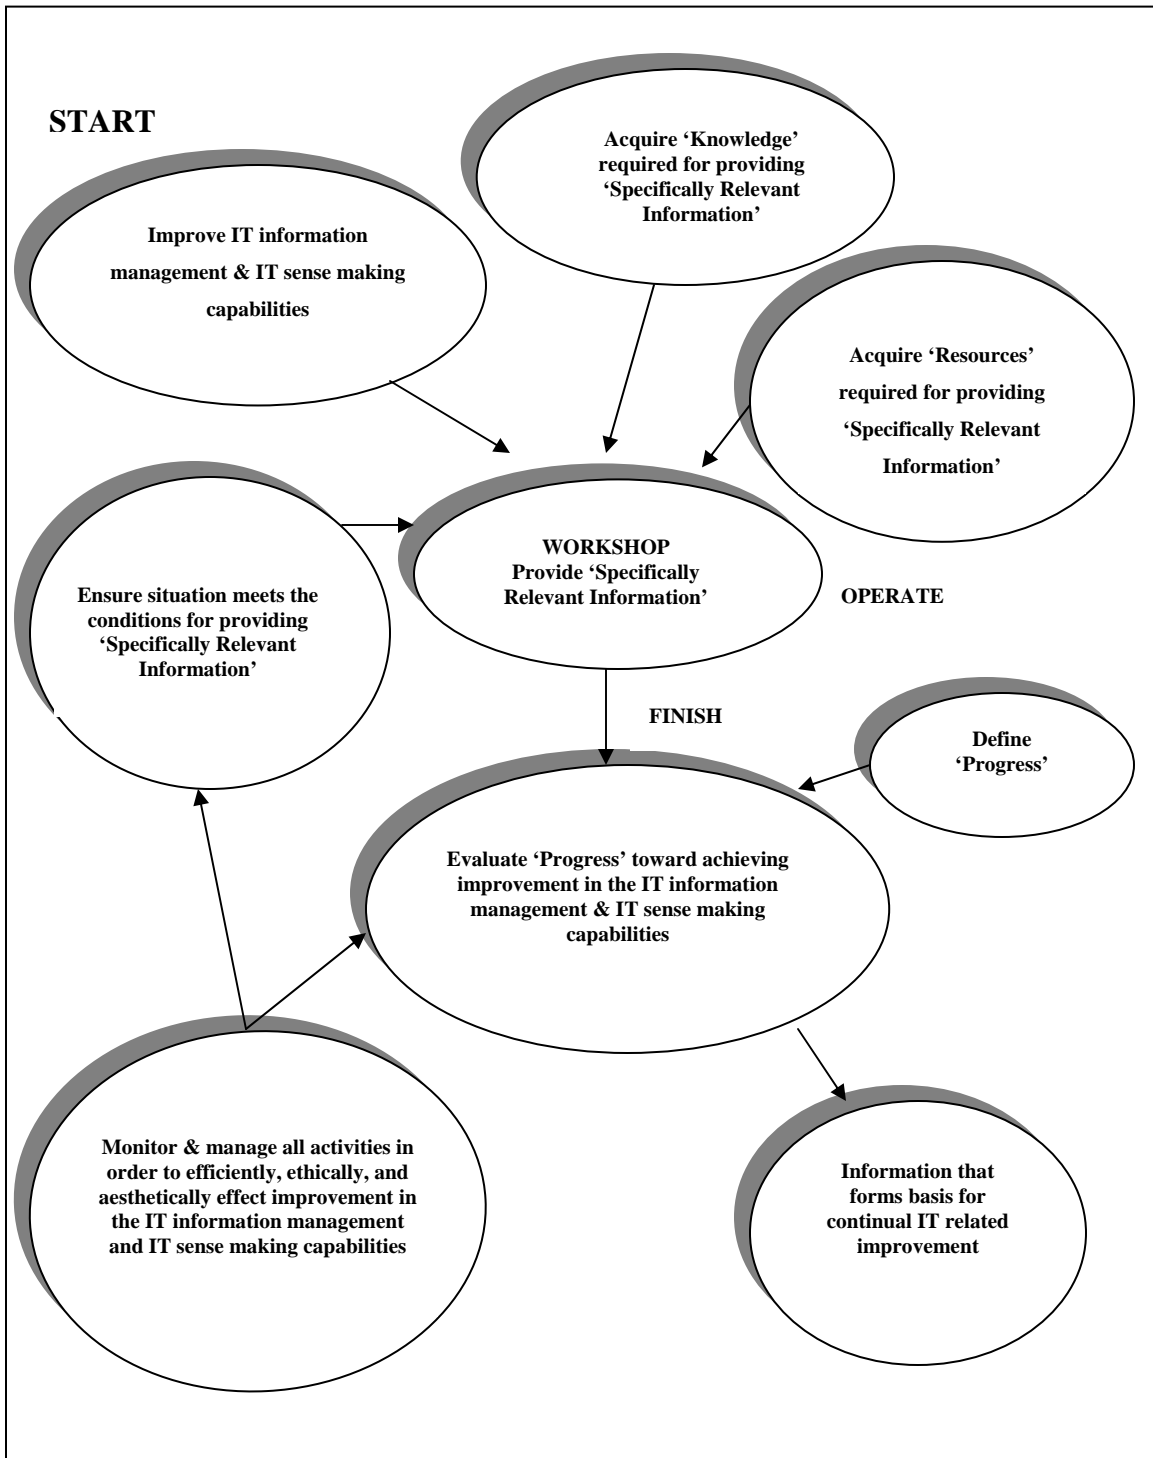 START
Acquire ‘Knowledge’
required for providing
‘Specifically Relevant
Information’
Improve IT information
management & IT sense making
capabilities
Acquire ‘Resources’
required for providing
‘Specifically Relevant
Information’
WORKSHOP
Provide ‘Specifically
Relevant Information’
OPERATE
Ensure situation meets the
conditions for providing
‘Specifically Relevant
Information’
FINISH
Define
‘Progress’
Evaluate ‘Progress’ toward achieving
improvement in the IT information
management & IT sense making
capabilities
Monitor & manage all activities in
order to efficiently, ethically, and
aesthetically effect improvement in
the IT information management
and IT sense making capabilities
Information that
forms basis for
continual IT related
improvement